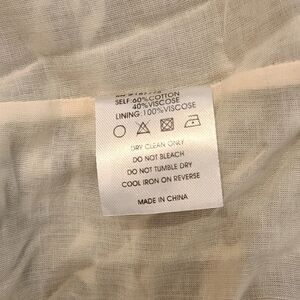 SELF:60%COTTON
40%VISCOSE
LINING:100%VISCOSE
DRY CLEAN ONLY
DO NOT BLEACH
DO NOT TUMBLE DRY
COOL IRON ON REVERSE
MADE IN CHINA